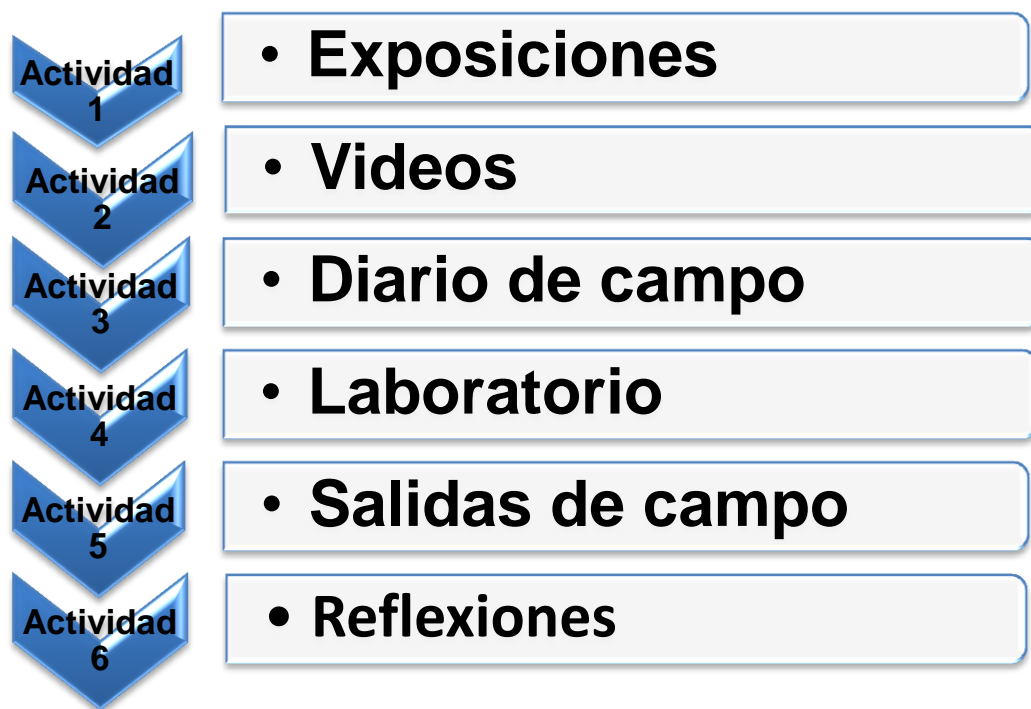 Actividad
1
• Exposiciones
Actividad
2
• Videos
Actividad
3
• Diario de campo
Actividad
4
• Laboratorio
Actividad
5
• Salidas de campo
Actividad
6
• Reflexiones